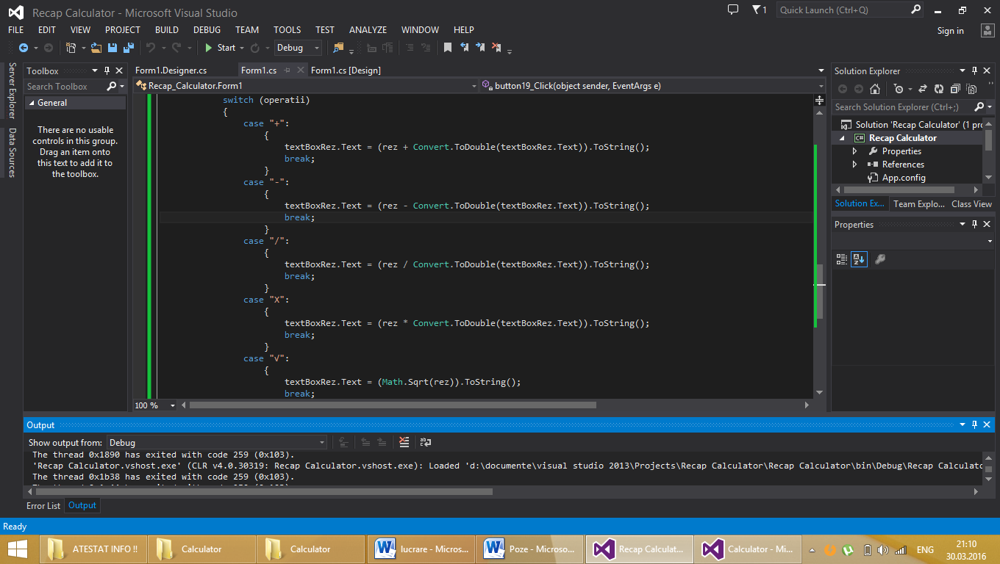 Recap Calculator - Microsoft Visual Studio
1
Quick Launch (Ctrl+Q)
FILE EDIT VIEW PROJECT BUILD DEBUG TEAM TOOLS TEST ANALYZE WINDOW HELP
Sign in
Start
Debug
Server Explorer
Data Sources
Toolbox
Search Toolbox
General
There are no usable
controls in this group.
Drag an item onto
this text to add it to
the toolbox.
Form1.Designer.cs Form1.cs Form1.cs [Design]
Recap_Calculator.Form1 button19_Click(object sender, EventArgs e)
switch (operatii)
{
case "+":
{
textBoxRez.Text = (rez + Convert.ToDouble(textBoxRez.Text)).ToString();
break;
}
case "-":
{
textBoxRez.Text = (rez - Convert.ToDouble(textBoxRez.Text)).ToString();
break;
}
case "/":
{
textBoxRez.Text = (rez / Convert.ToDouble(textBoxRez.Text)).ToString();
break;
}
case "X":
{
textBoxRez.Text = (rez * Convert.ToDouble(textBoxRez.Text)).ToString();
break;
}
case "√":
{
textBoxRez.Text = (Math.Sqrt(rez)).ToString();
break;
100 %
Solution Explorer
Search Solution Explorer (Ctrl+;)
Solution 'Recap Calculator' (1 pro
C# Recap Calculator
Properties
References
App.config
Solution Ex... Team Explo... Class View
Properties
Output
Show output from: Debug
The thread 0x1890 has exited with code 259 (0x103).
'Recap Calculator.vshost.exe' (CLR v4.0.30319: Recap Calculator.vshost.exe): Loaded 'd:\documente\visual studio 2013\Projects\Recap Calculator\Recap Calculator\bin\Debug\Recap Calculato
The thread 0x1b38 has exited with code 259 (0x103).
Error List Output
Ready
ATESTAT INFO !!
Calculator
Calculator
lucrare - Micros...
Poze - Microso...
Recap Calculat...
Calculator - Mi...
ENG
21:10
30.03.2016